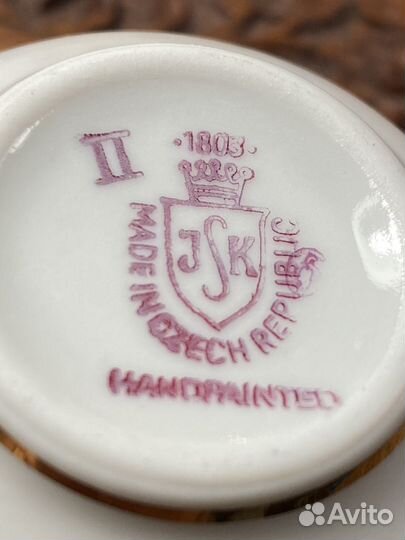 II
·1803·
JSK
MADE IN CZECH REPUBLIC
HANDPAINTED
Avito